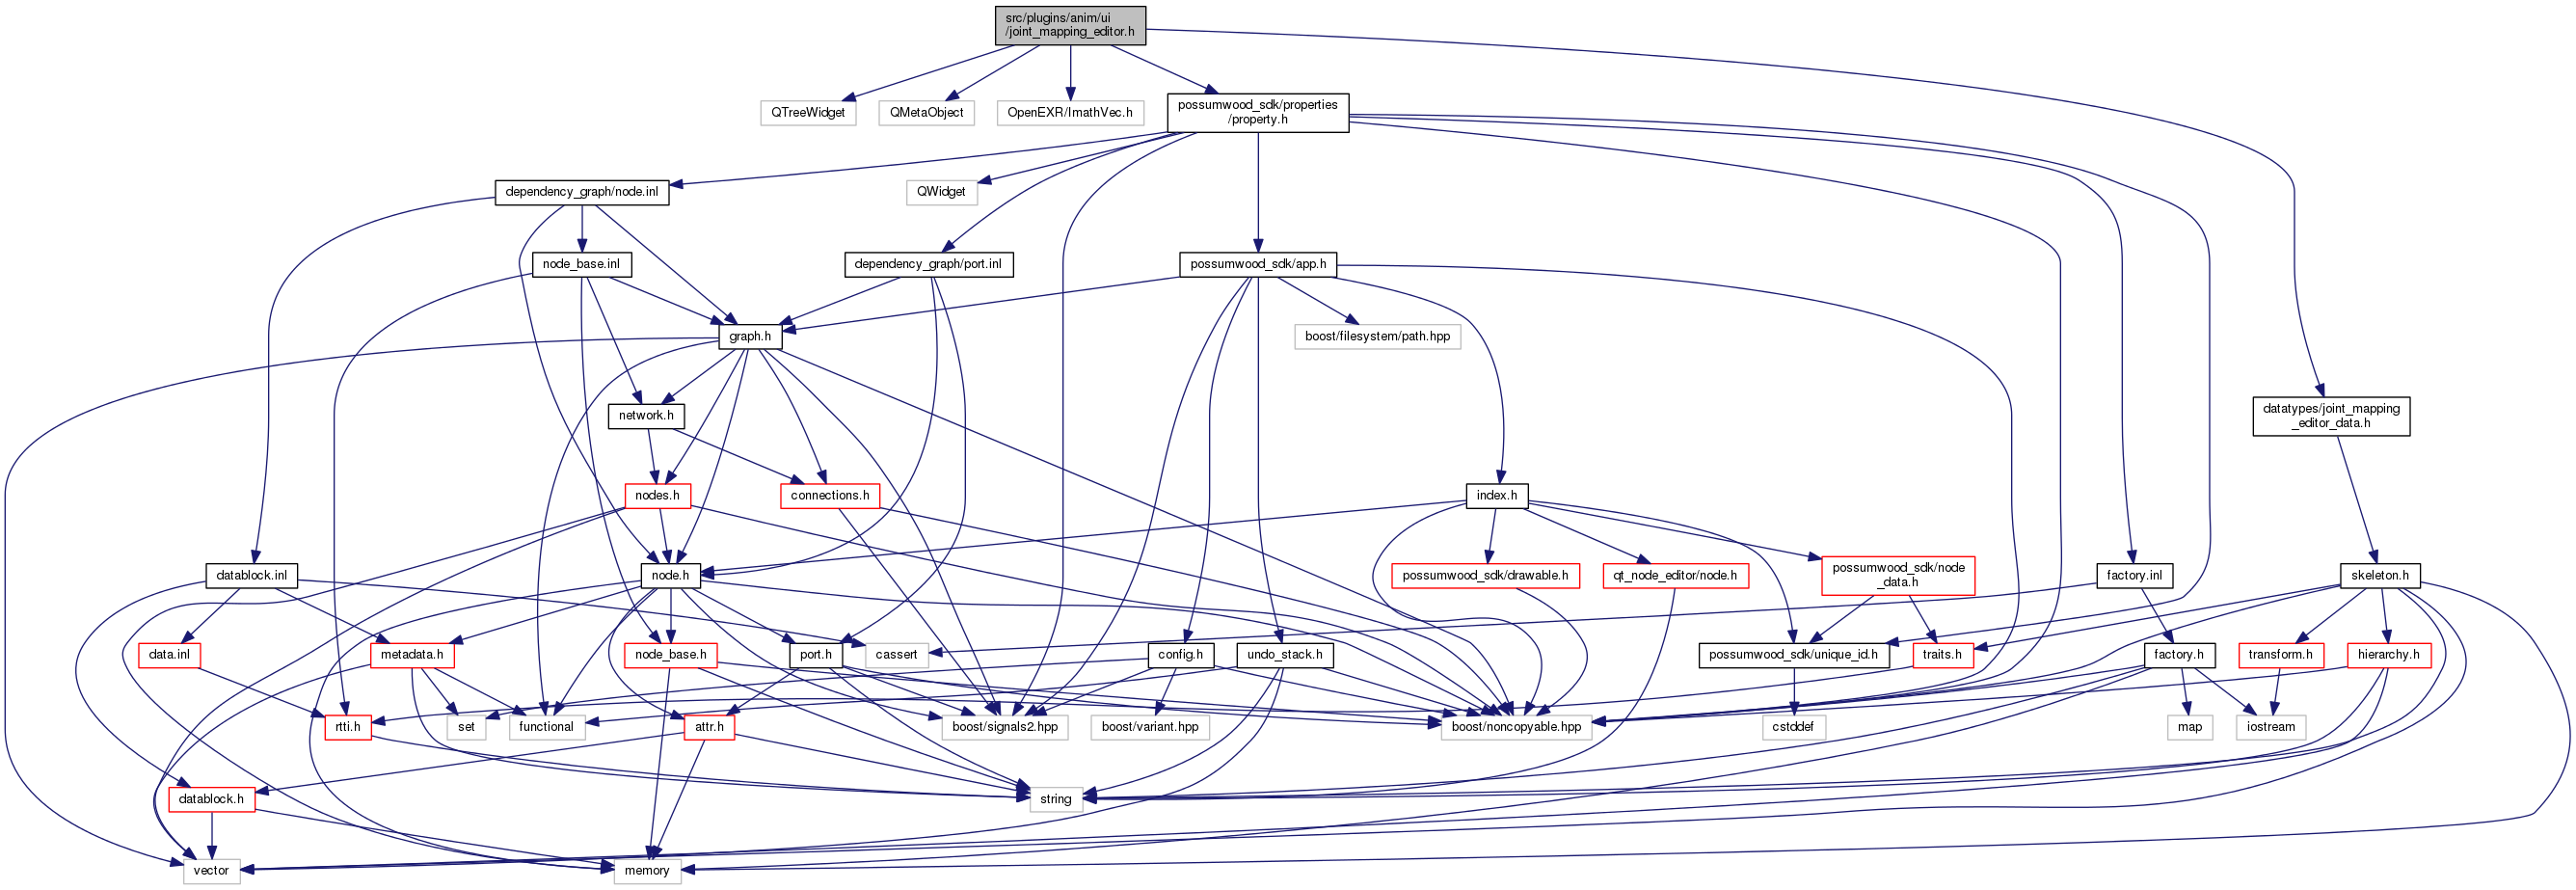 src/plugins/anim/ui
/joint_mapping_editor.h
QTreeWidget
QMetaObject
OpenEXR/ImathVec.h
possumwood_sdk/properties
/property.h
dependency_graph/node.inl
QWidget
node_base.inl
dependency_graph/port.inl
possumwood_sdk/app.h
graph.h
boost/filesystem/path.hpp
network.h
datatypes/joint_mapping
_editor_data.h
nodes.h
connections.h
index.h
datablock.inl
node.h
possumwood_sdk/drawable.h
qt_node_editor/node.h
possumwood_sdk/node
_data.h
factory.inl
skeleton.h
data.inl
metadata.h
node_base.h
port.h
cassert
config.h
undo_stack.h
possumwood_sdk/unique_id.h
traits.h
factory.h
transform.h
hierarchy.h
rtti.h
set
functional
attr.h
boost/signals2.hpp
boost/variant.hpp
boost/noncopyable.hpp
cstddef
map
iostream
datablock.h
string
vector
memory